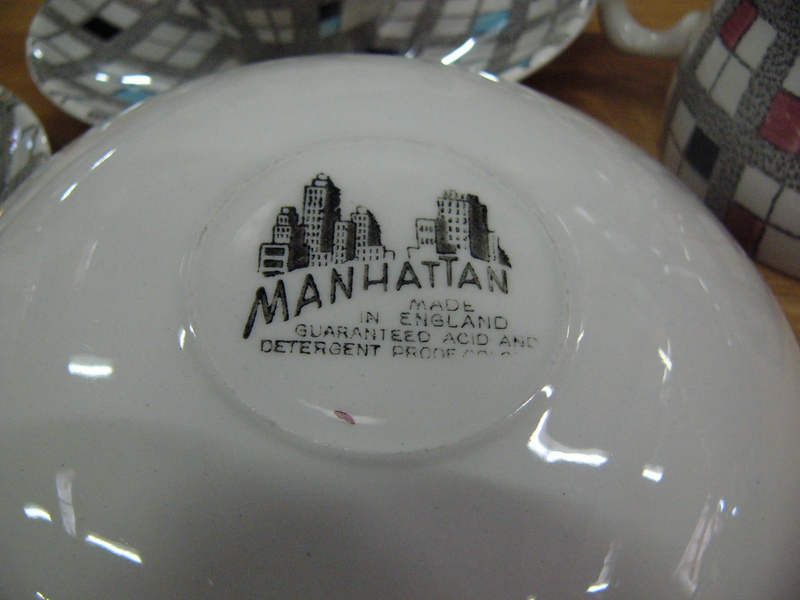 MANHATTAN
MADE
IN ENGLAND
GUARANTEED ACID AND
DETERGENT PROOF